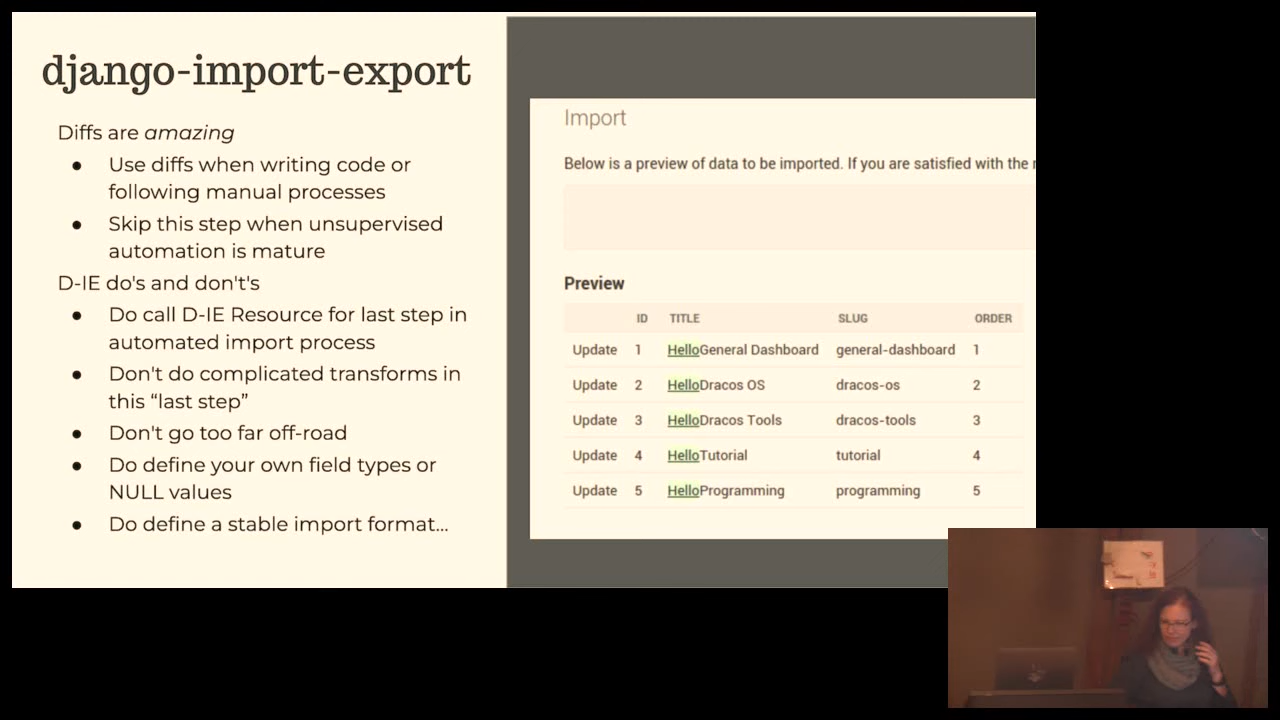 django-import-export
Diffs are amazing
● Use diffs when writing code or
following manual processes
● Skip this step when unsupervised
automation is mature
D-IE do's and don't's
● Do call D-IE Resource for last step in
automated import process
● Don't do complicated transforms in
this “last step”
● Don't go too far off-road
● Do define your own field types or
NULL values
● Do define a stable import format...
Import
Below is a preview of data to be imported. If you are satisfied with the
Preview
ID TITLE SLUG ORDER
Update 1 HelloGeneral Dashboard general-dashboard 1
Update 2 HelloDracos OS dracos-os 2
Update 3 HelloDracos Tools dracos-tools 3
Update 4 HelloTutorial tutorial 4
Update 5 HelloProgramming programming 5